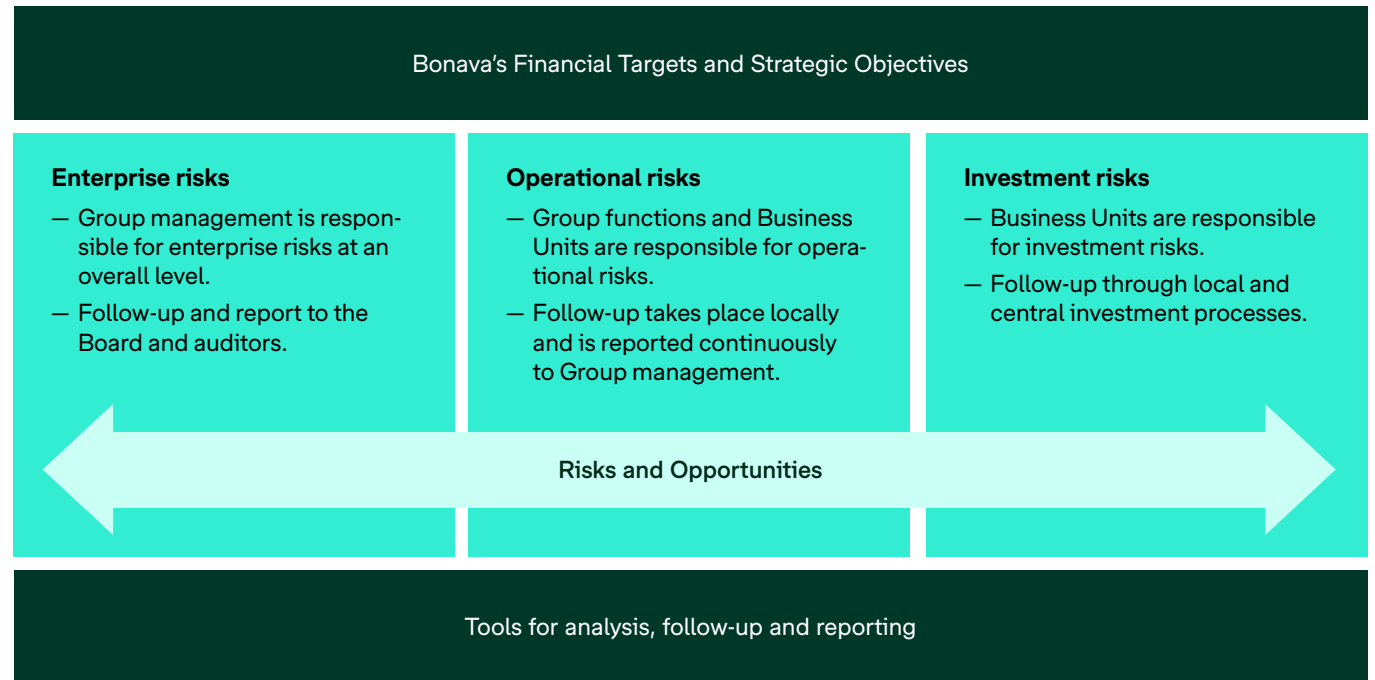 Bonava’s Financial Targets and Strategic Objectives
Enterprise risks
— Group management is respon-
sible for enterprise risks at an
overall level.
— Follow-up and report to the
Board and auditors.
Operational risks
— Group functions and Business
Units are responsible for opera-
tional risks.
— Follow-up takes place locally
and is reported continuously
to Group management.
Investment risks
— Business Units are responsible
for investment risks.
— Follow-up through local and
central investment processes.
Risks and Opportunities
Tools for analysis, follow-up and reporting